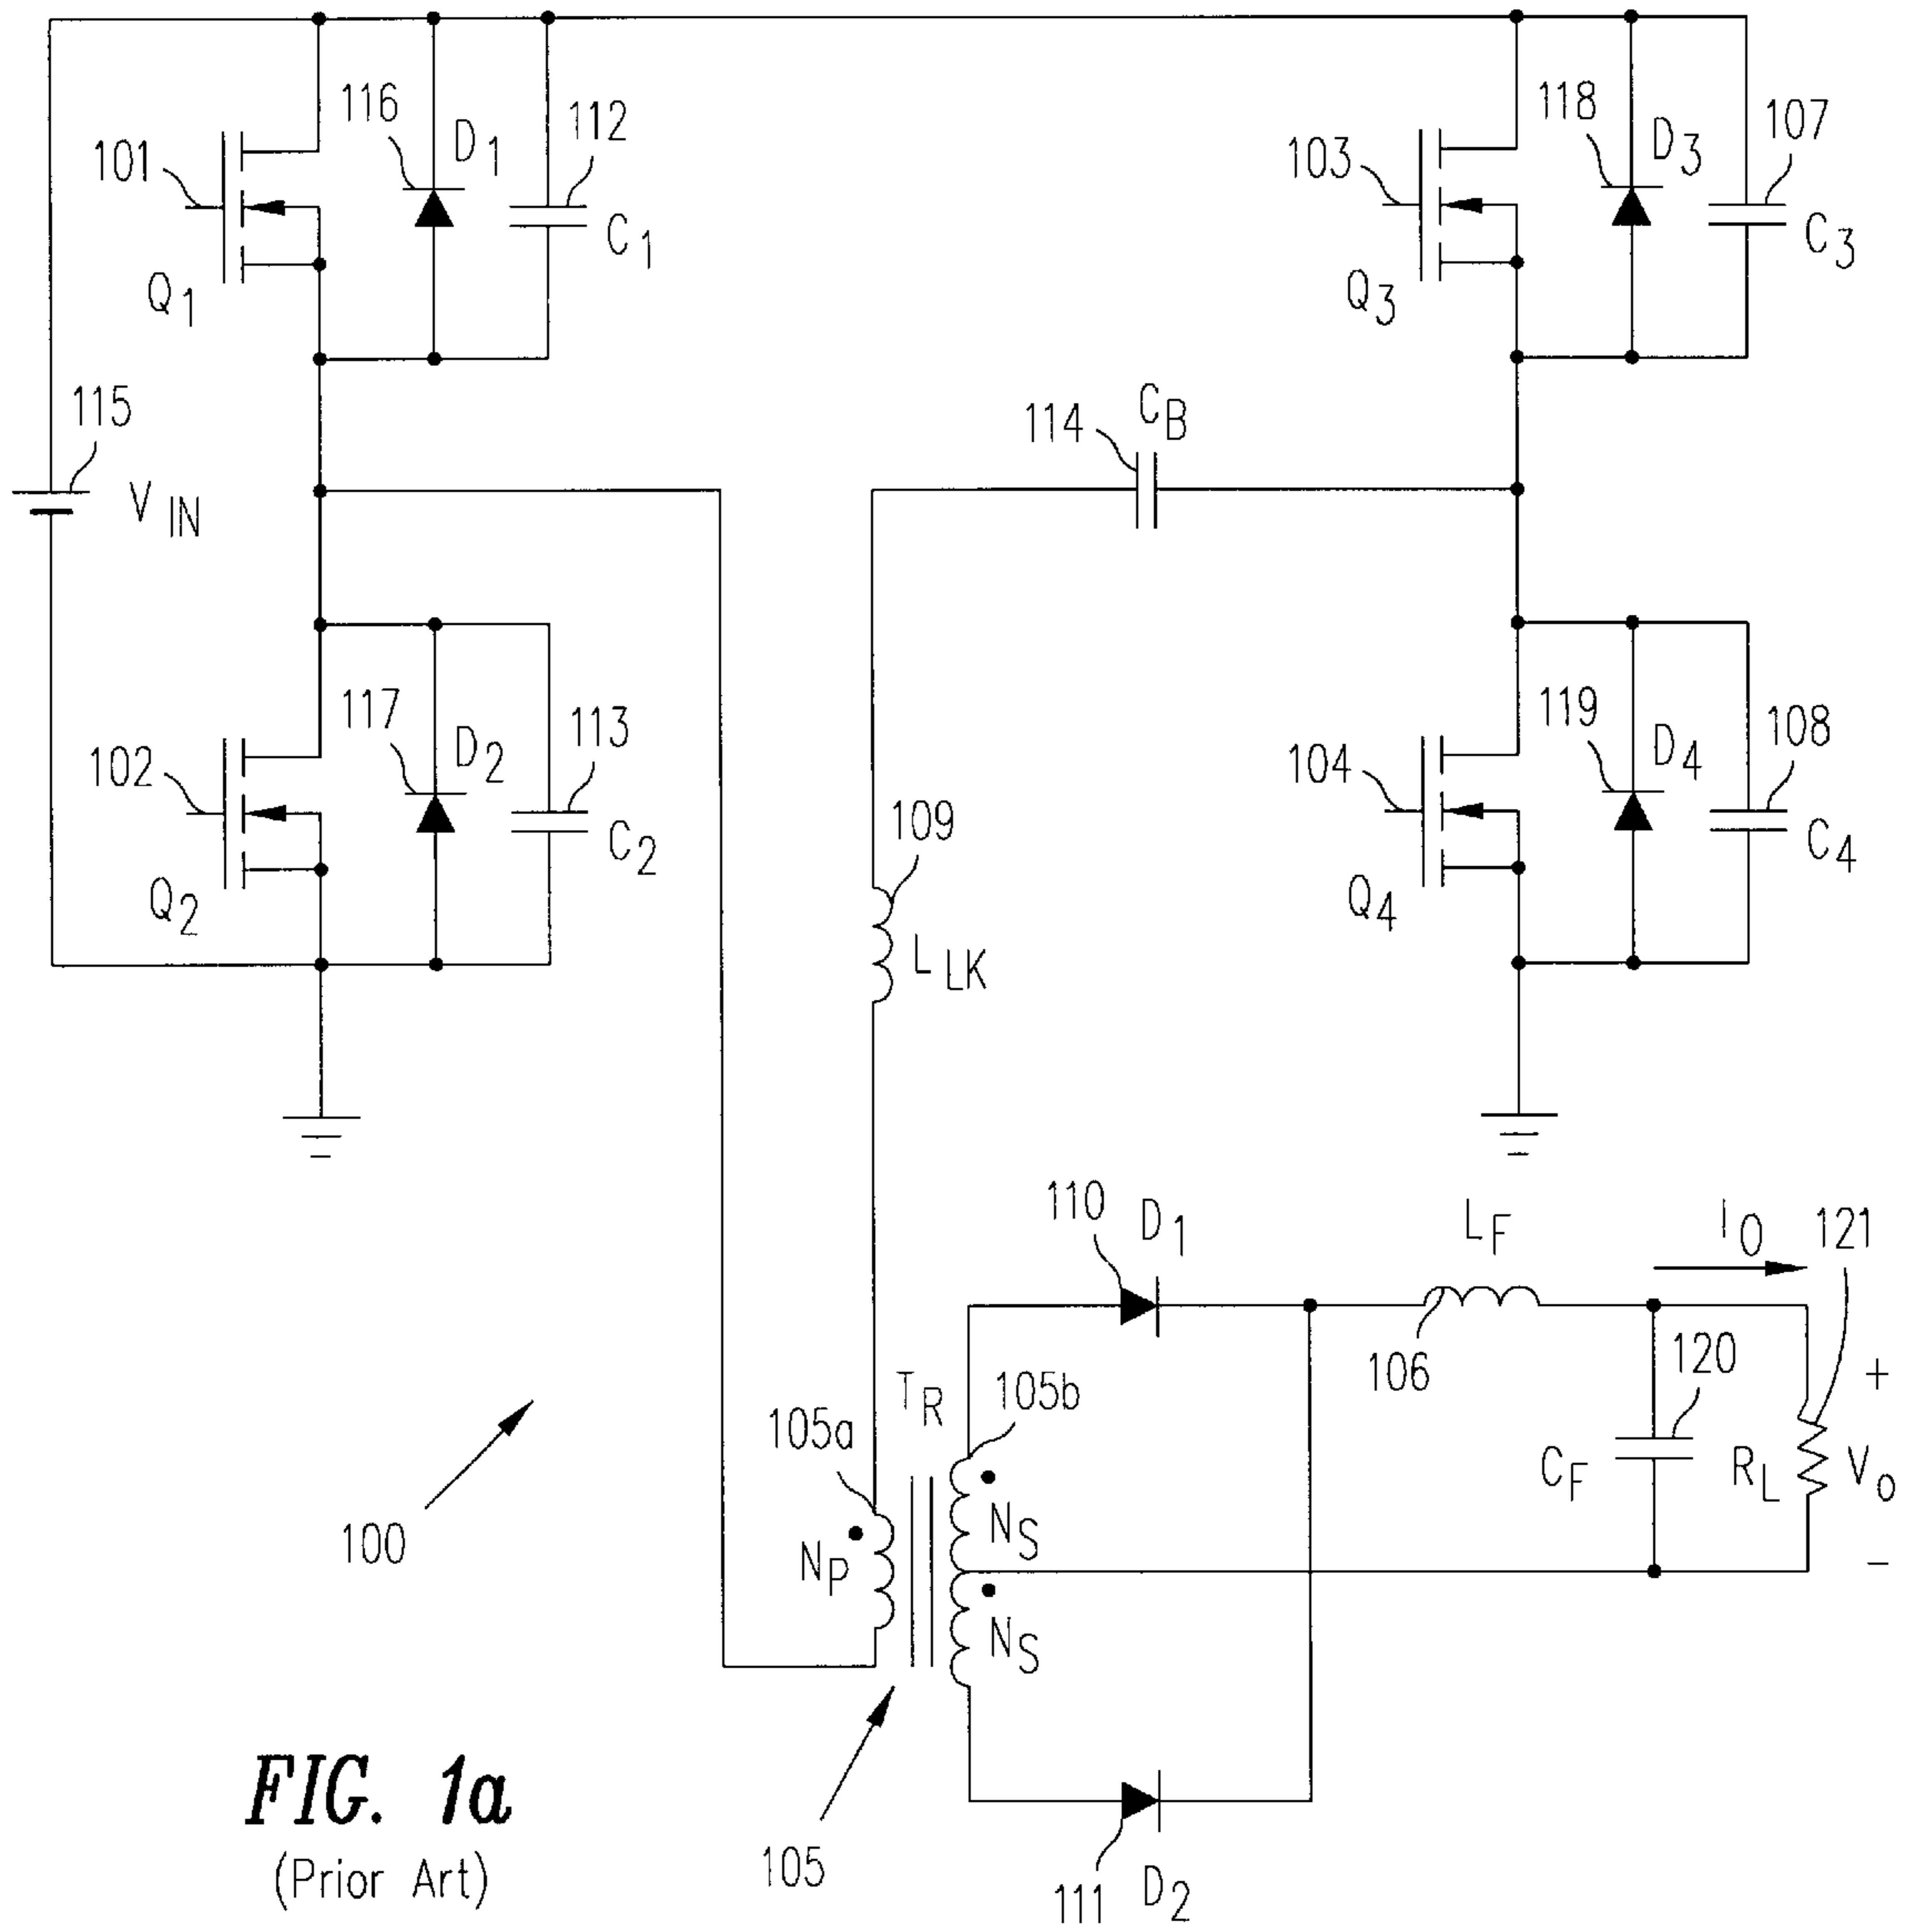 116
D1
112
118
D3
107
101
103
C1
C3
Q1
Q3
115
VIN
114
CB
117
D2
113
119
D4
108
102
104
C2
C4
Q2
Q4
109
LLK
110
D1
LF
IO
121
106
120
+
105a
TR
105b
CF
RL
Vo
100
NP
NS
−
NS
FIG. 1a
(Prior Art)
105
111
D2